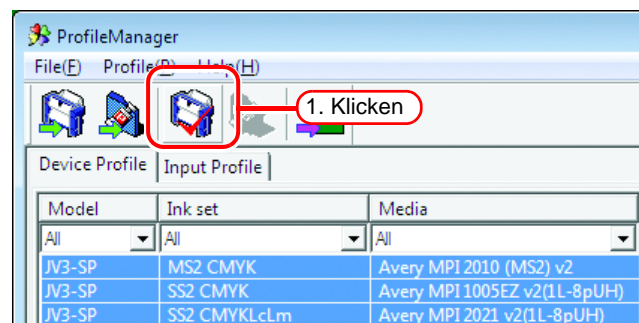 ProfileManager
File(F) Profile(P) Help(H)
1. Klicken
Device Profile Input Profile
Model Ink set Media
All All All
JV3-SP MS2 CMYK Avery MPI 2010 (MS2) v2
JV3-SP SS2 CMYK Avery MPI 1005EZ v2(1L-8pUH)
JV3-SP SS2 CMYKLcLm Avery MPI 2021 v2(1L-8pUH)